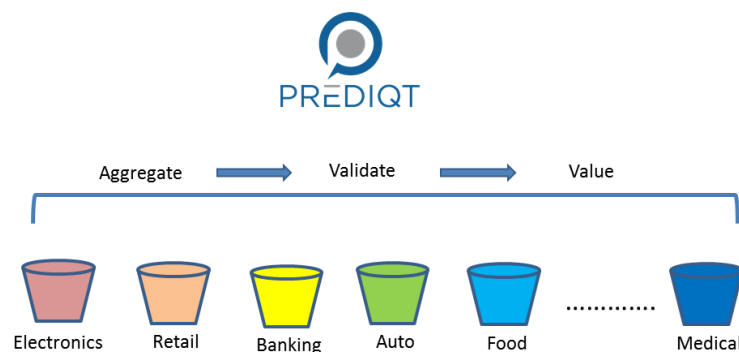 PREDIQT
Aggregate Validate Value
Electronics Retail Banking Auto Food ............. Medical